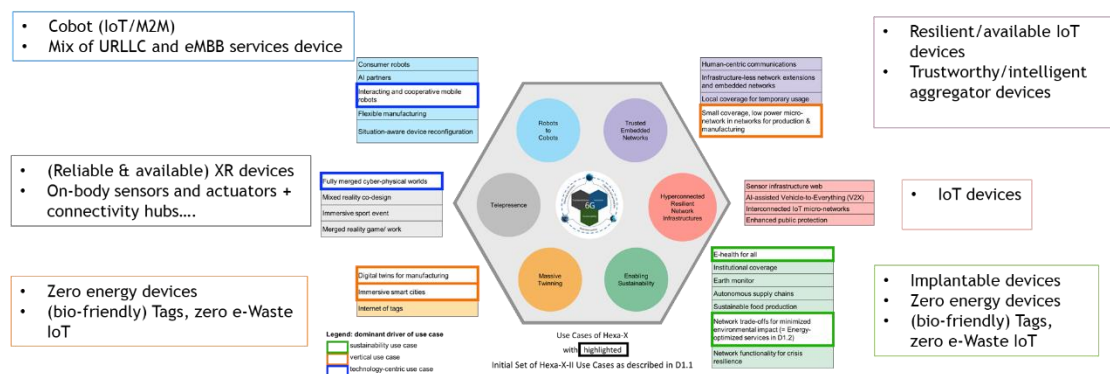 • Cobot (IoT/M2M)
• Mix of URLLC and eMBB services device
• Resilient/available IoT
devices
• Trustworthy/intelligent
aggregator devices
Consumer robots
AI partners
Interacting and cooperative mobile
robots
Flexible manufacturing
Situation-aware device reconfiguration
Human-centric communications
Infrastructure-less network extensions
and embedded networks
Local coverage for temporary usage
Small coverage, low power micro-
network in networks for production &
manufacturing
Robots
to
Cobots
Trusted
Embedded
Networks
• (Reliable & available) XR devices
• On-body sensors and actuators +
connectivity hubs....
Fully merged cyber-physical worlds
Mixed reality co-design
Immersive sport event
Merged reality game/ work
Telepresence
6G
Hyperconnected
Resilient
Network
Infrastructures
Sensor infrastructure web
AI-assisted Vehicle-to-Everything (V2X)
Interconnected IoT micro-networks
Enhanced public protection
• IoT devices
• Zero energy devices
• (bio-friendly) Tags, zero e-Waste
IoT
Digital twins for manufacturing
Immersive smart cities
Internet of tags
Massive
Twinning
Enabling
Sustainability
E-health for all
Institutional coverage
Earth monitor
Autonomous supply chains
Sustainable food production
Network trade-offs for minimized
environmental impact (= Energy-
optimized services in D1.2)
Network functionality for crisis
resilience
• Implantable devices
• Zero energy devices
• (bio-friendly) Tags,
zero e-Waste IoT
Legend: dominant driver of use case
sustainability use case
vertical use case
technology-centric use case
Use Cases of Hexa-X
with highlighted
Initial Set of Hexa-X-II Use Cases as described in D1.1